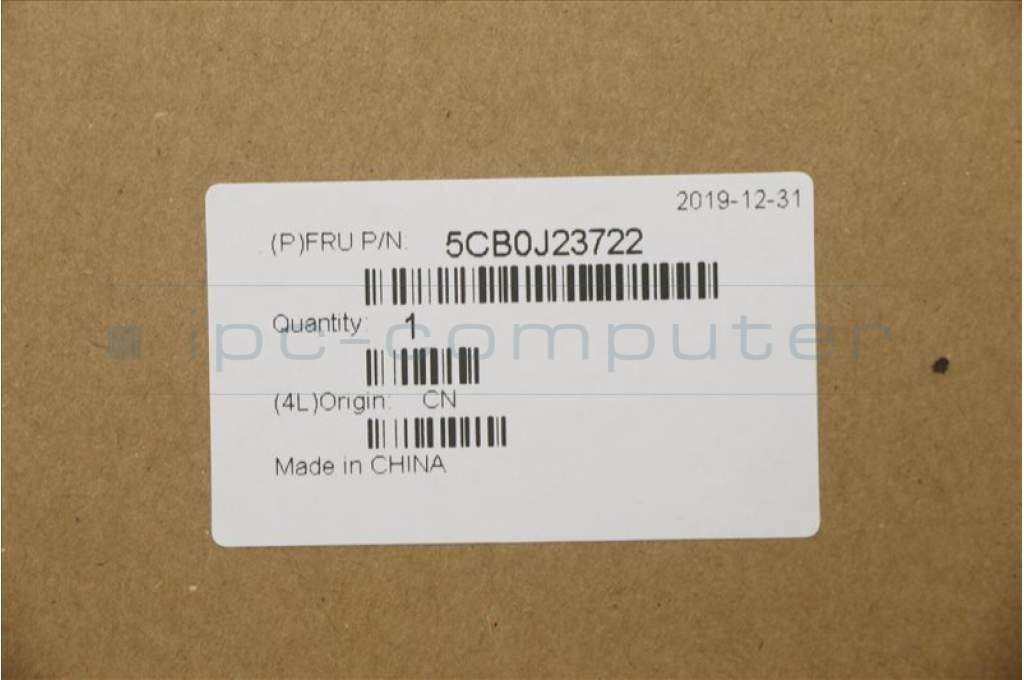 2019-12-31
(P)FRU P/N: 5CB0J23722
Quantity: 1
ipc-computer
(4L)Origin: CN
Made in CHINA